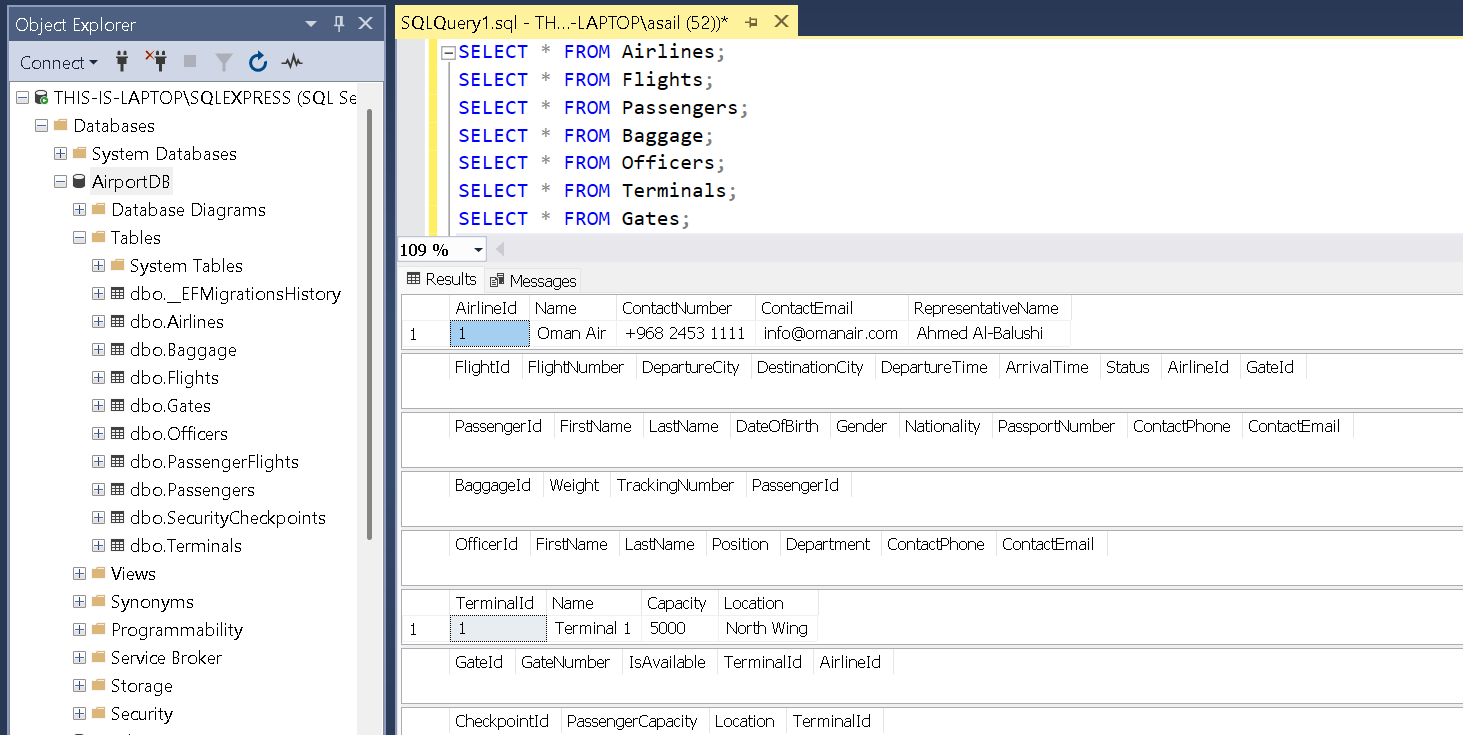 Object Explorer
Connect
THIS-IS-LAPTOP\SQLEXPRESS (SQL Se
Databases
System Databases
AirportDB
Database Diagrams
Tables
System Tables
dbo.__EFMigrationsHistory
dbo.Airlines
dbo.Baggage
dbo.Flights
dbo.Gates
dbo.Officers
dbo.PassengerFlights
dbo.Passengers
dbo.SecurityCheckpoints
dbo.Terminals
Views
Synonyms
Programmability
Service Broker
Storage
Security
SQLQuery1.sql - TH...-LAPTOP\asail (52))*
SELECT * FROM Airlines;
SELECT * FROM Flights;
SELECT * FROM Passengers;
SELECT * FROM Baggage;
SELECT * FROM Officers;
SELECT * FROM Terminals;
SELECT * FROM Gates;
109 %
Results Messages
AirlineId Name ContactNumber ContactEmail RepresentativeName
1 1 Oman Air +968 2453 1111 info@omanair.com Ahmed Al-Balushi
FlightId FlightNumber DepartureCity DestinationCity DepartureTime ArrivalTime Status AirlineId GateId
PassengerId FirstName LastName DateOfBirth Gender Nationality PassportNumber ContactPhone ContactEmail
BaggageId Weight TrackingNumber PassengerId
OfficerId FirstName LastName Position Department ContactPhone ContactEmail
TerminalId Name Capacity Location
1 1 Terminal 1 5000 North Wing
GateId GateNumber IsAvailable TerminalId AirlineId
CheckpointId PassengerCapacity Location TerminalId